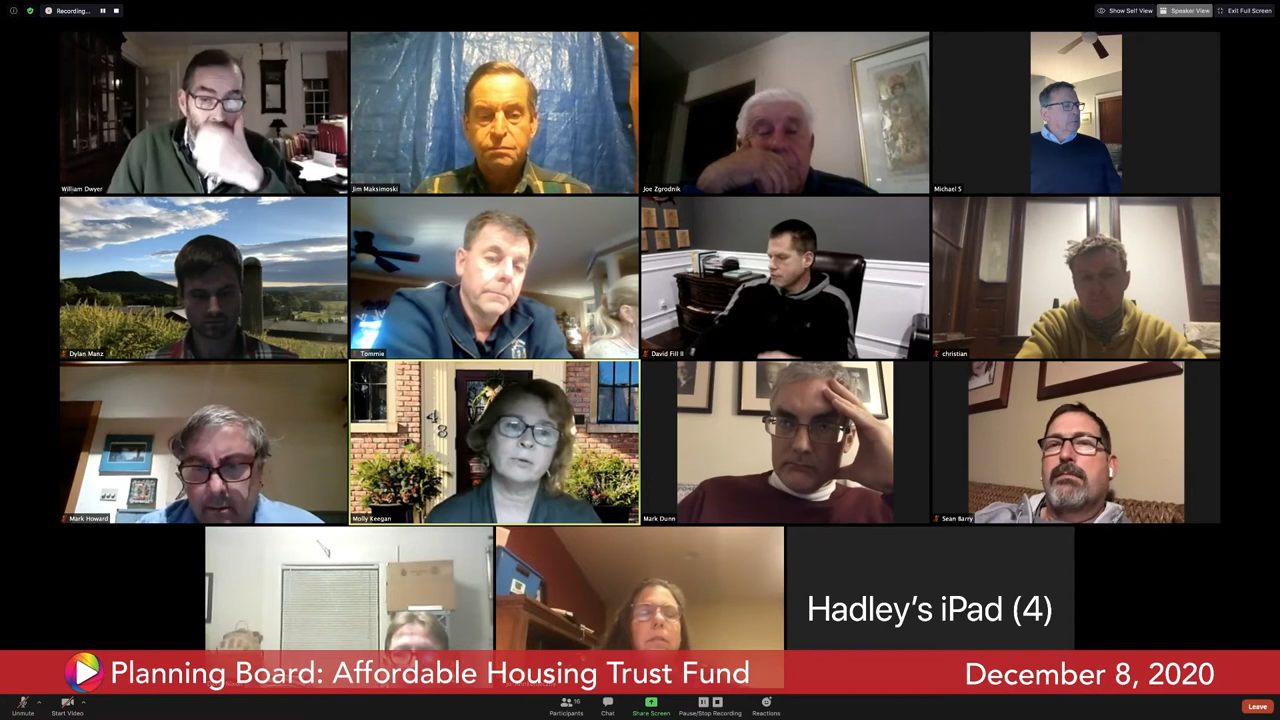 Recording...
Show Self View
Speaker View
Exit Full Screen
William Dwyer
Jim Maksimoski
Joe Zgrodnik
Michael S
Dylan Manz
Tommie
David Fill II
christian
48
Mark Howard
Molly Keegan
Mark Dunn
Sean Barry
Hadley's iPad (4)
Planning Board: Affordable Housing Trust Fund
December 8, 2020
Unmute
Start Video
Participants
16
Chat
Share Screen
Pause/Stop Recording
Reactions
Leave